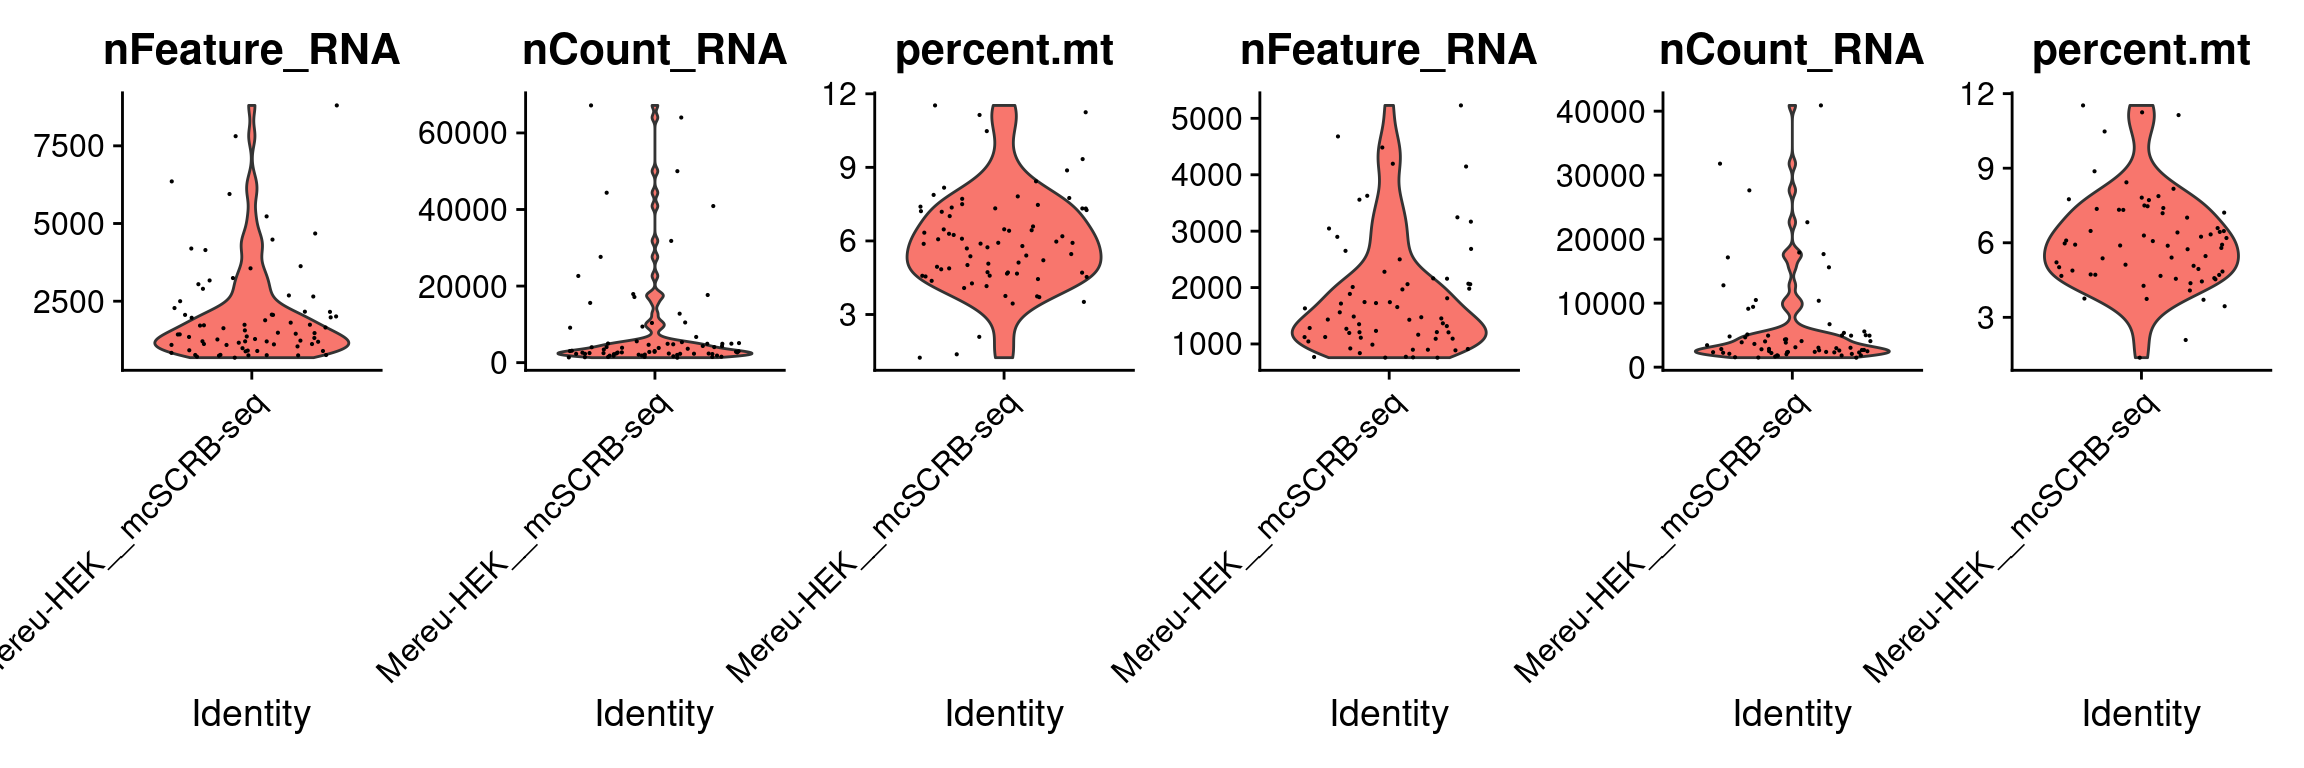 nFeature_RNA
7500
5000
2500
ereu-HEK__mcSCRB-seq
Identity
nCount_RNA
60000
40000
20000
0
Mereu-HEK__mcSCRB-seq
Identity
percent.mt
12
9
6
3
Mereu-HEK__mcSCRB-seq
Identity
nFeature_RNA
5000
4000
3000
2000
1000
Mereu-HEK__mcSCRB-seq
Identity
nCount_RNA
40000
30000
20000
10000
0
Mereu-HEK__mcSCRB-seq
Identity
percent.mt
12
9
6
3
Mereu-HEK__mcSCRB-seq
Identity